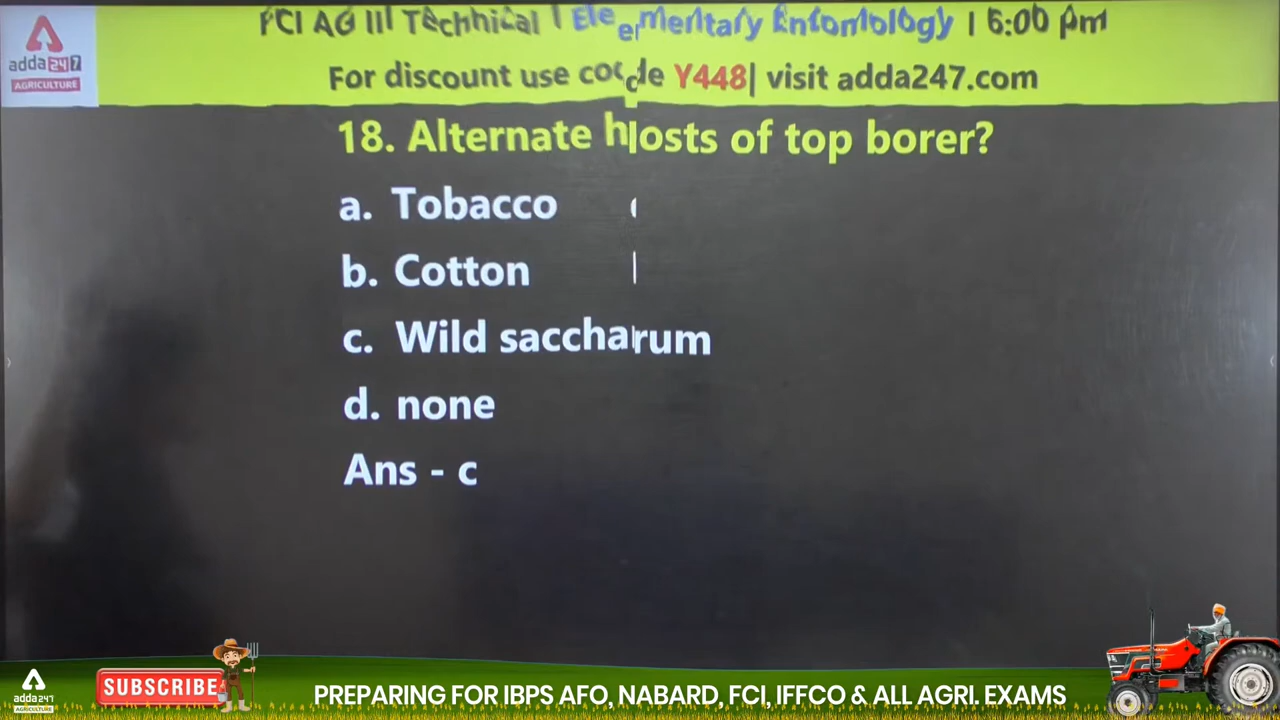 FCI AG III Technical | Elementary Entomology | 6:00 pm
For discount use code Y448| visit adda247.com
adda247
AGRICULTURE
18. Alternate hosts of top borer?
a. Tobacco
b. Cotton
c. Wild saccharum
d. none
Ans - c
adda247
AGRICULTURE
SUBSCRIBE
PREPARING FOR IBPS AFO, NABARD, FCI, IFFCO & ALL AGRI. EXAMS